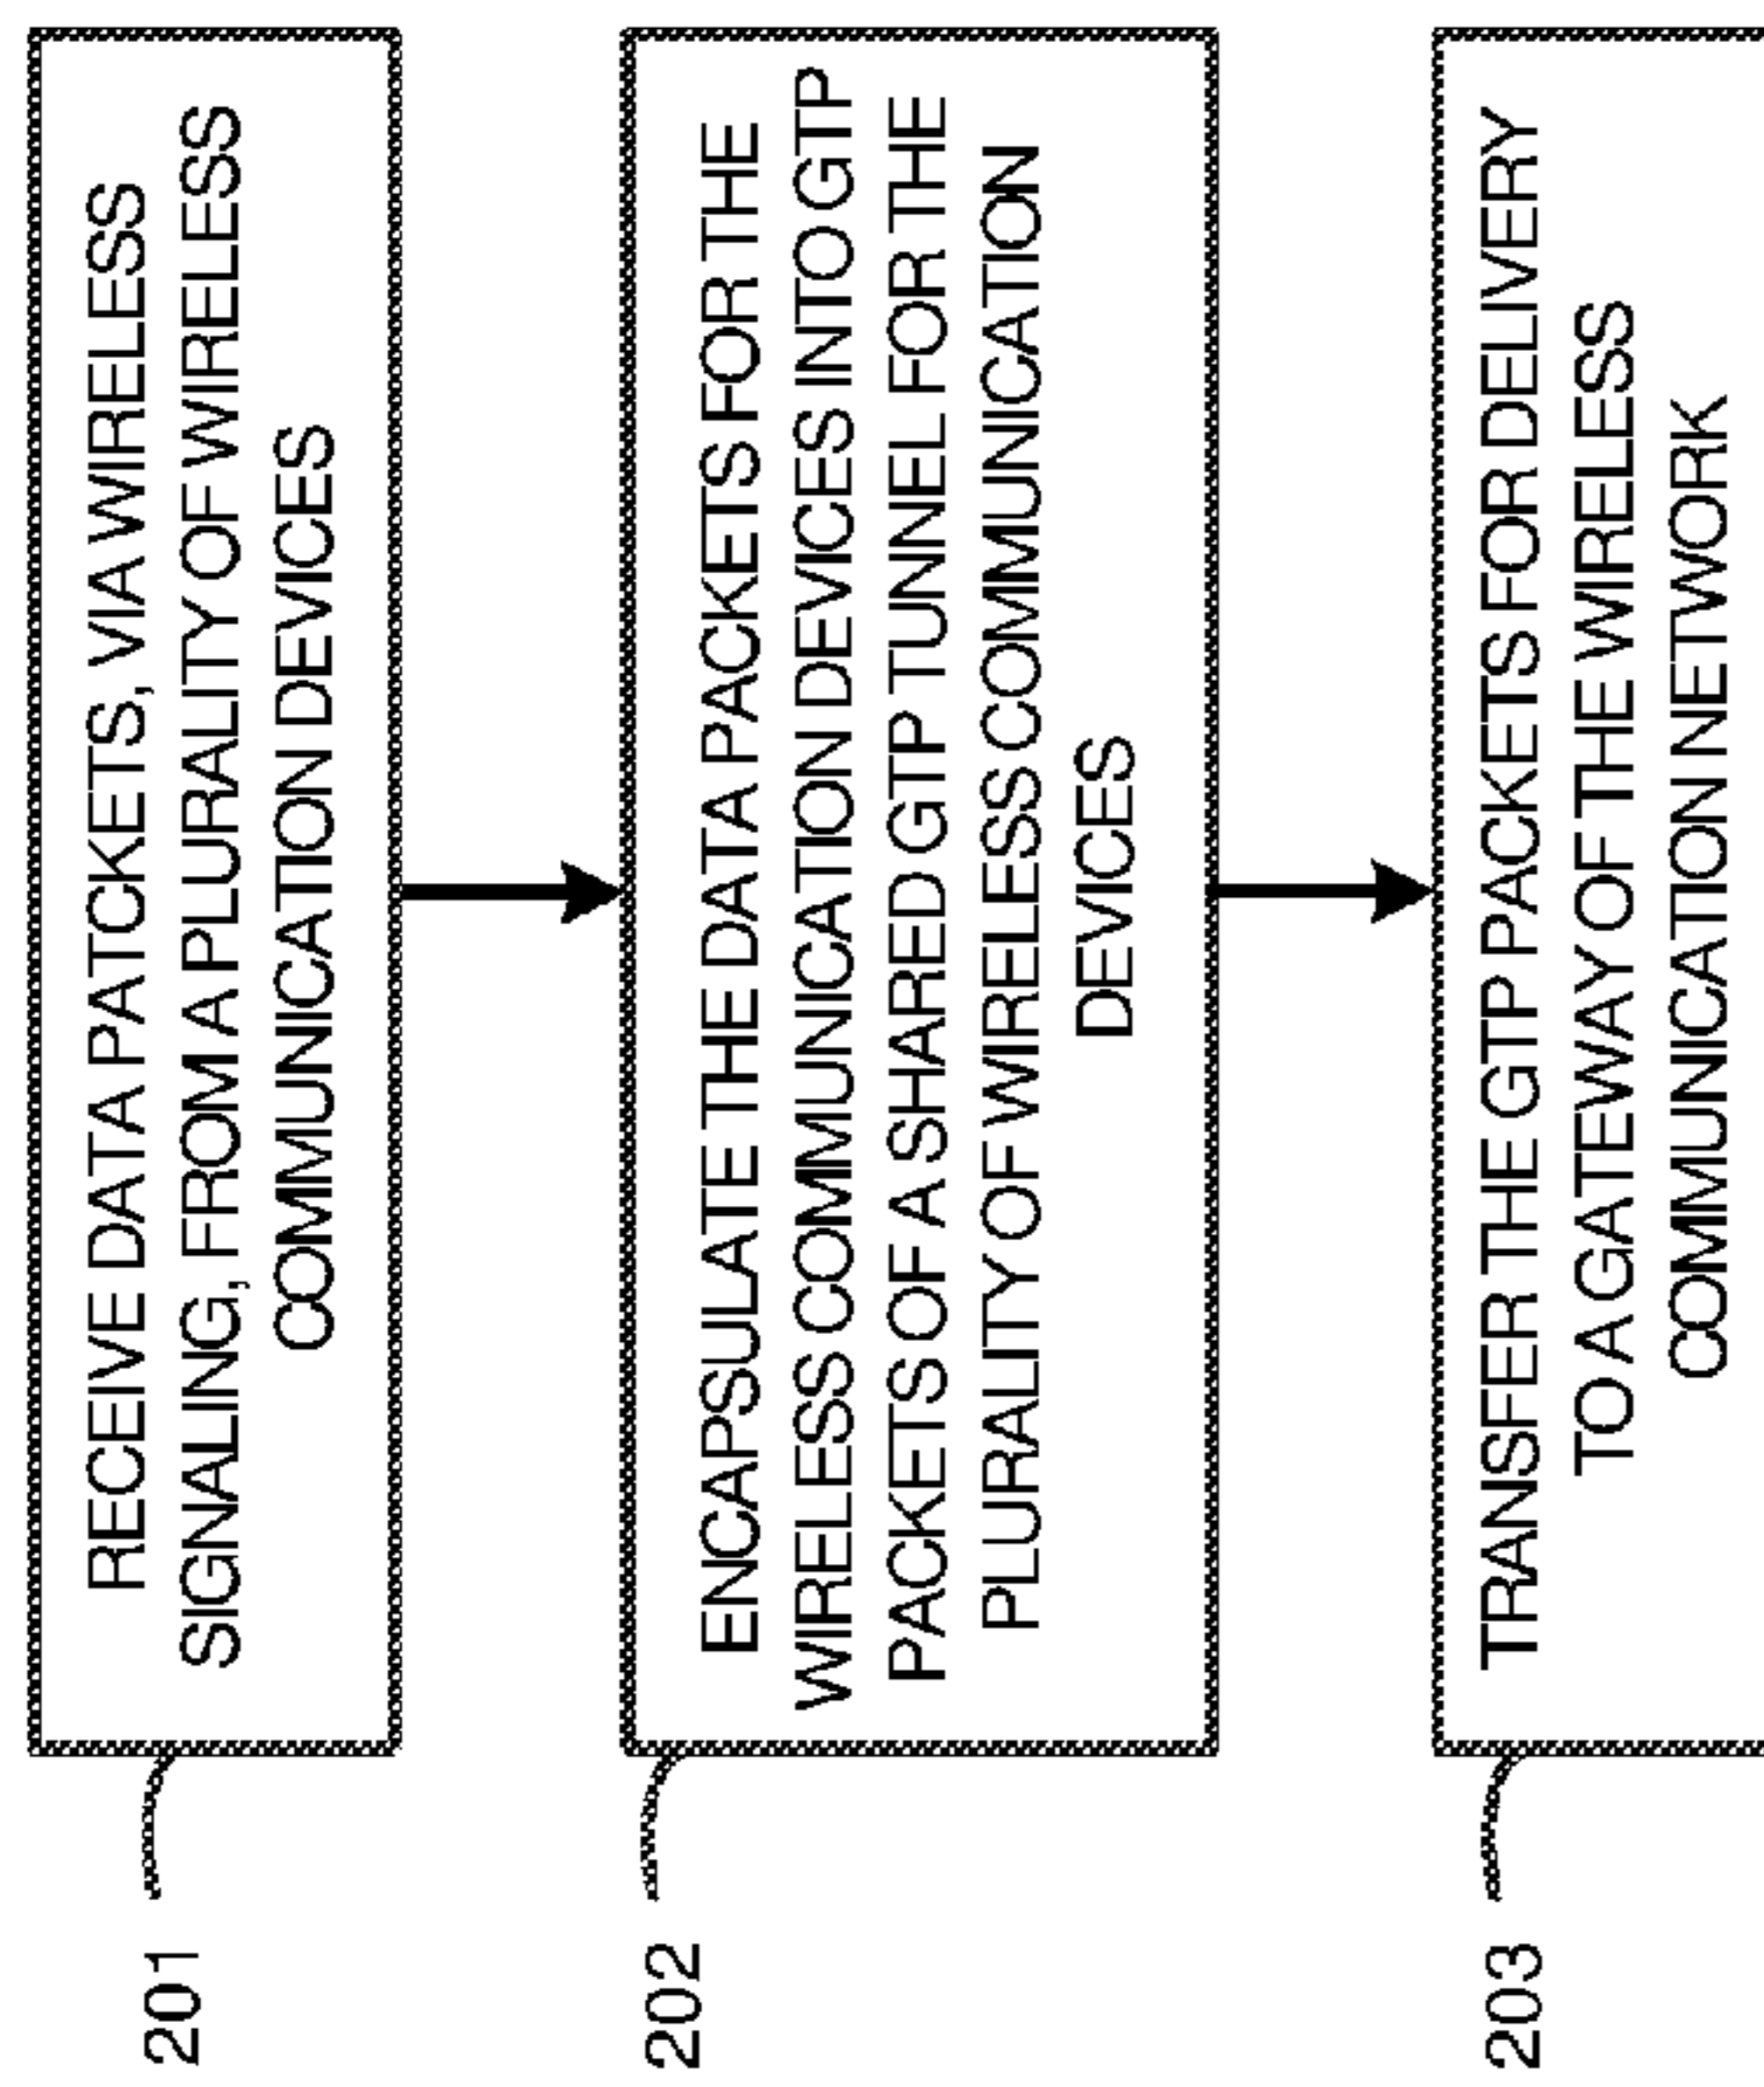 201
RECEIVE DATA PATCKETS, VIA WIRELESS
SIGNALING, FROM A PLURALITY OF WIRELESS
COMMUNICATION DEVICES
202
ENCAPSULATE THE DATA PACKETS FOR THE
WIRELESS COMMUNICATION DEVICES INTO GTP
PACKETS OF A SHARED GTP TUNNEL FOR THE
PLURALITY OF WIRELESS COMMUNICATION
DEVICES
203
TRANSFER THE GTP PACKETS FOR DELIVERY
TO A GATEWAY OF THE WIRELESS
COMMUNICATION NETWORK